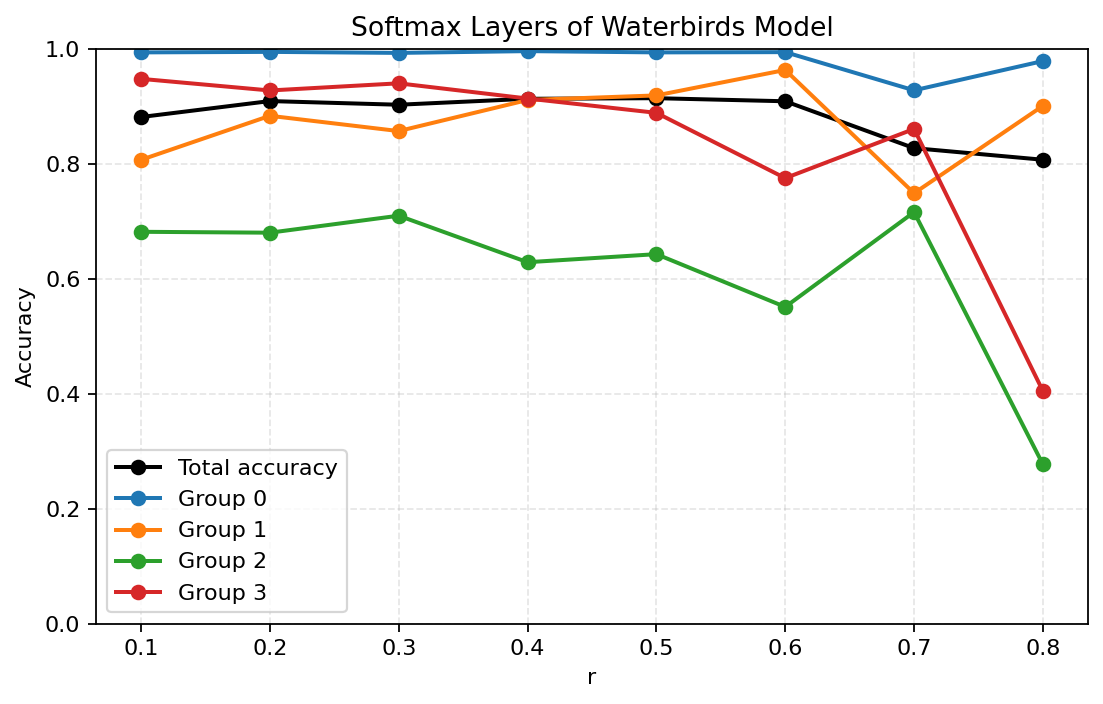 Softmax Layers of Waterbirds Model
1.0
0.8
0.6
0.4
0.2
0.0
Accuracy
Total accuracy
Group 0
Group 1
Group 2
Group 3
0.1 0.2 0.3 0.4 0.5 0.6 0.7 0.8
r